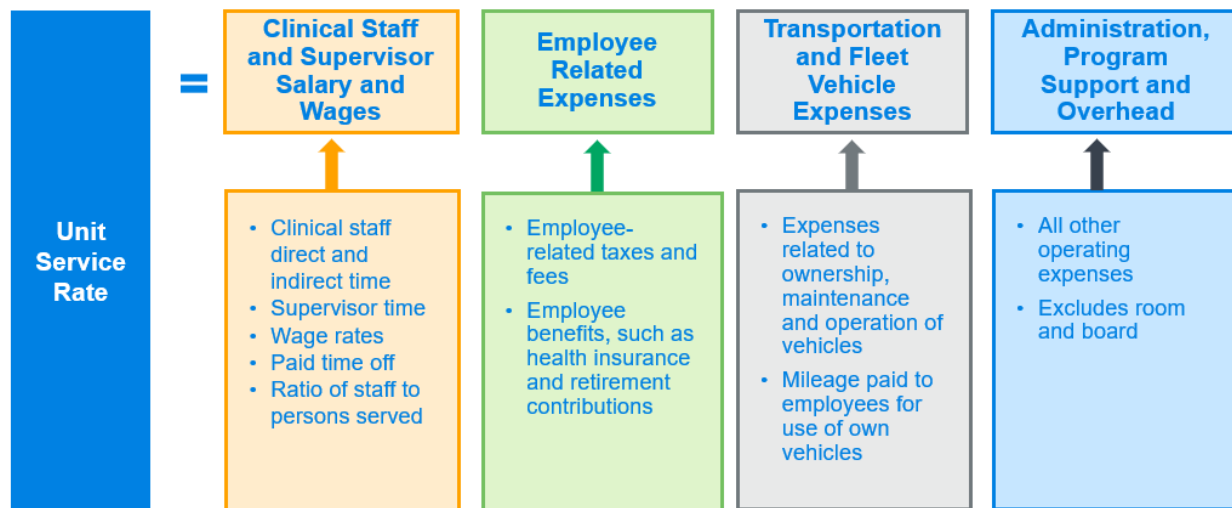 Unit
Service
Rate
=
Clinical Staff
and Supervisor
Salary and
Wages
• Clinical staff
direct and
indirect time
• Supervisor time
• Wage rates
• Paid time off
• Ratio of staff to
persons served
Employee
Related
Expenses
• Employee-
related taxes and
fees
• Employee
benefits, such as
health insurance
and retirement
contributions
Transportation
and Fleet
Vehicle
Expenses
• Expenses
related to
ownership,
maintenance
and operation of
vehicles
• Mileage paid to
employees for
use of own
vehicles
Administration,
Program
Support and
Overhead
• All other
operating
expenses
• Excludes room
and board